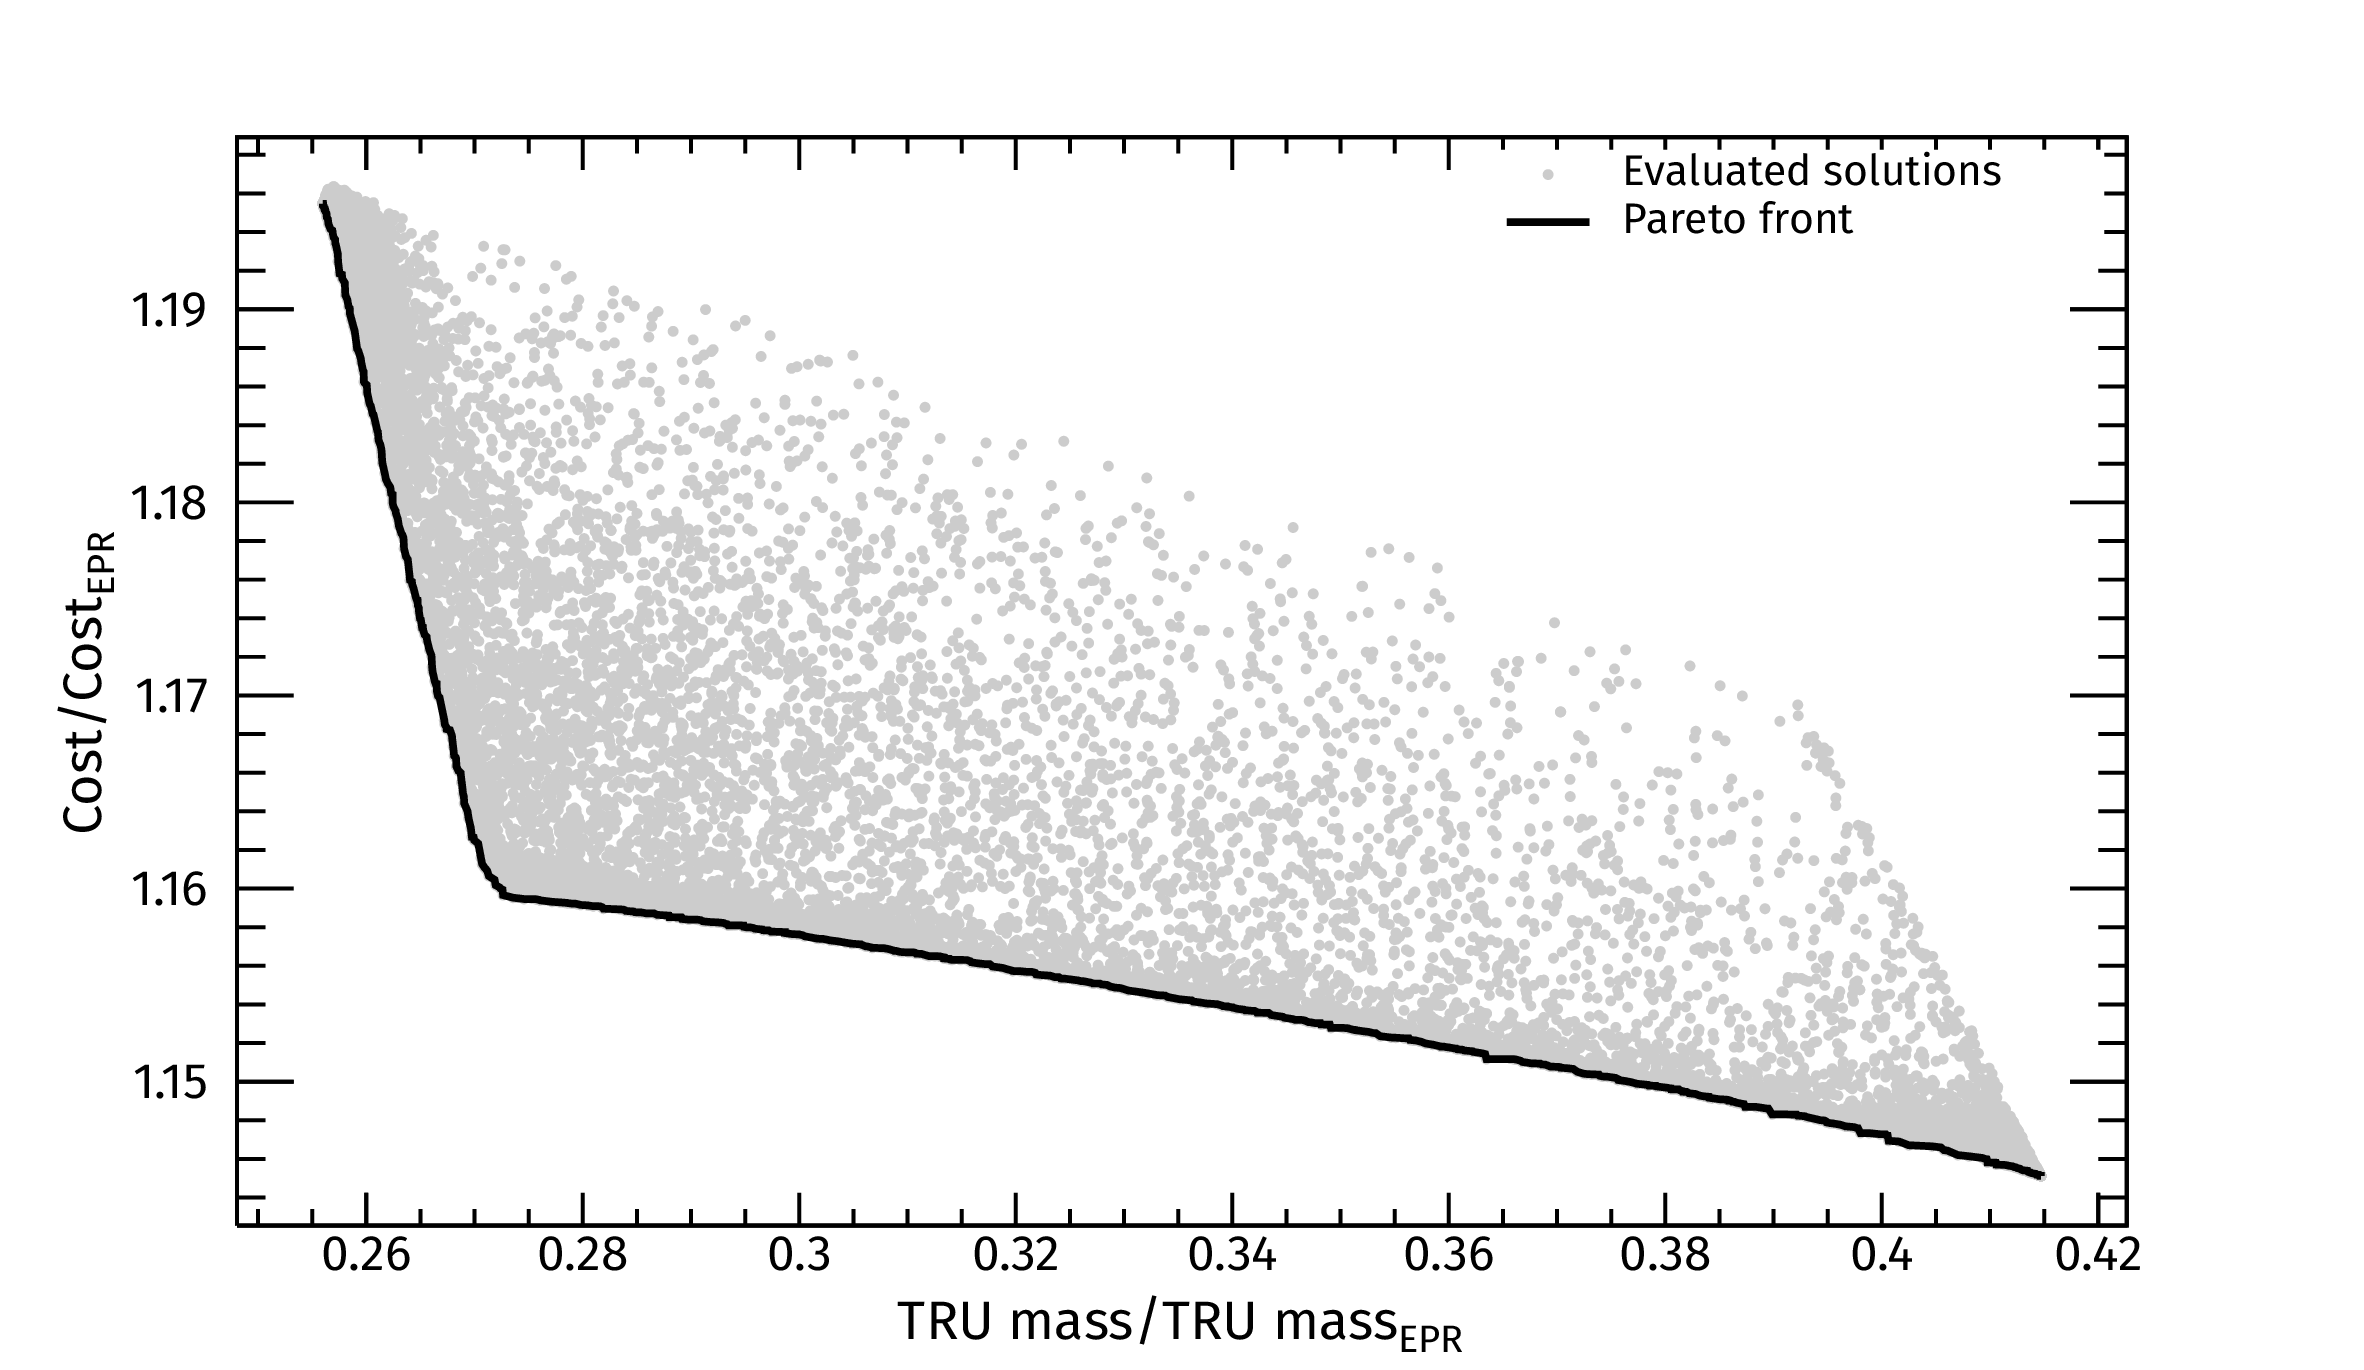 Evaluated solutions
Pareto front
Cost/Cost_EPR
1.19
1.18
1.17
1.16
1.15
0.26 0.28 0.3 0.32 0.34 0.36 0.38 0.4 0.42
TRU mass/TRU mass_EPR